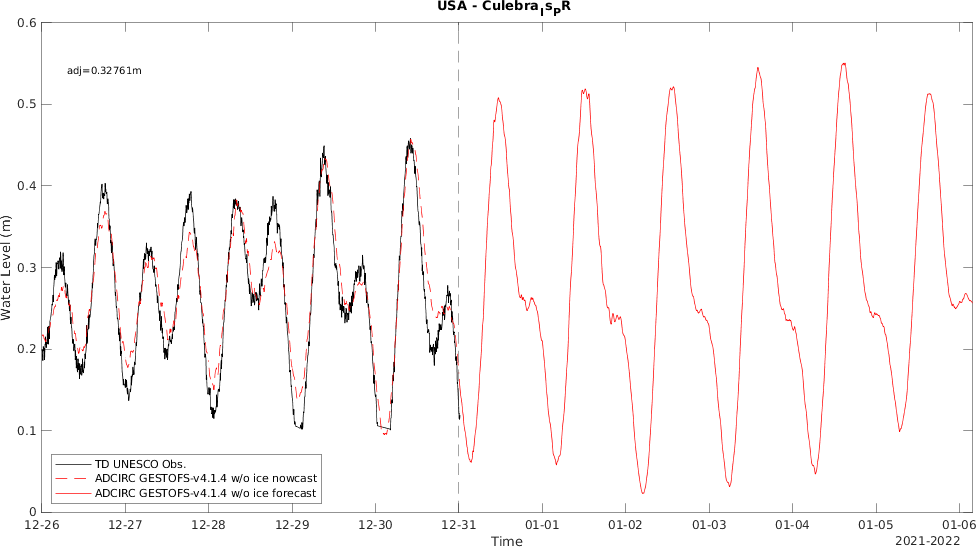 USA - Culebra_Is_PR
0.6
adj=0.32761m
0.5
0.4
0.3
Water Level (m)
0.2
0.1
TD UNESCO Obs.
ADCIRC GESTOFS-v4.1.4 w/o ice nowcast
ADCIRC GESTOFS-v4.1.4 w/o ice forecast
0
12-26 12-27 12-28 12-29 12-30 12-31 01-01 01-02 01-03 01-04 01-05 01-06
Time
2021-2022